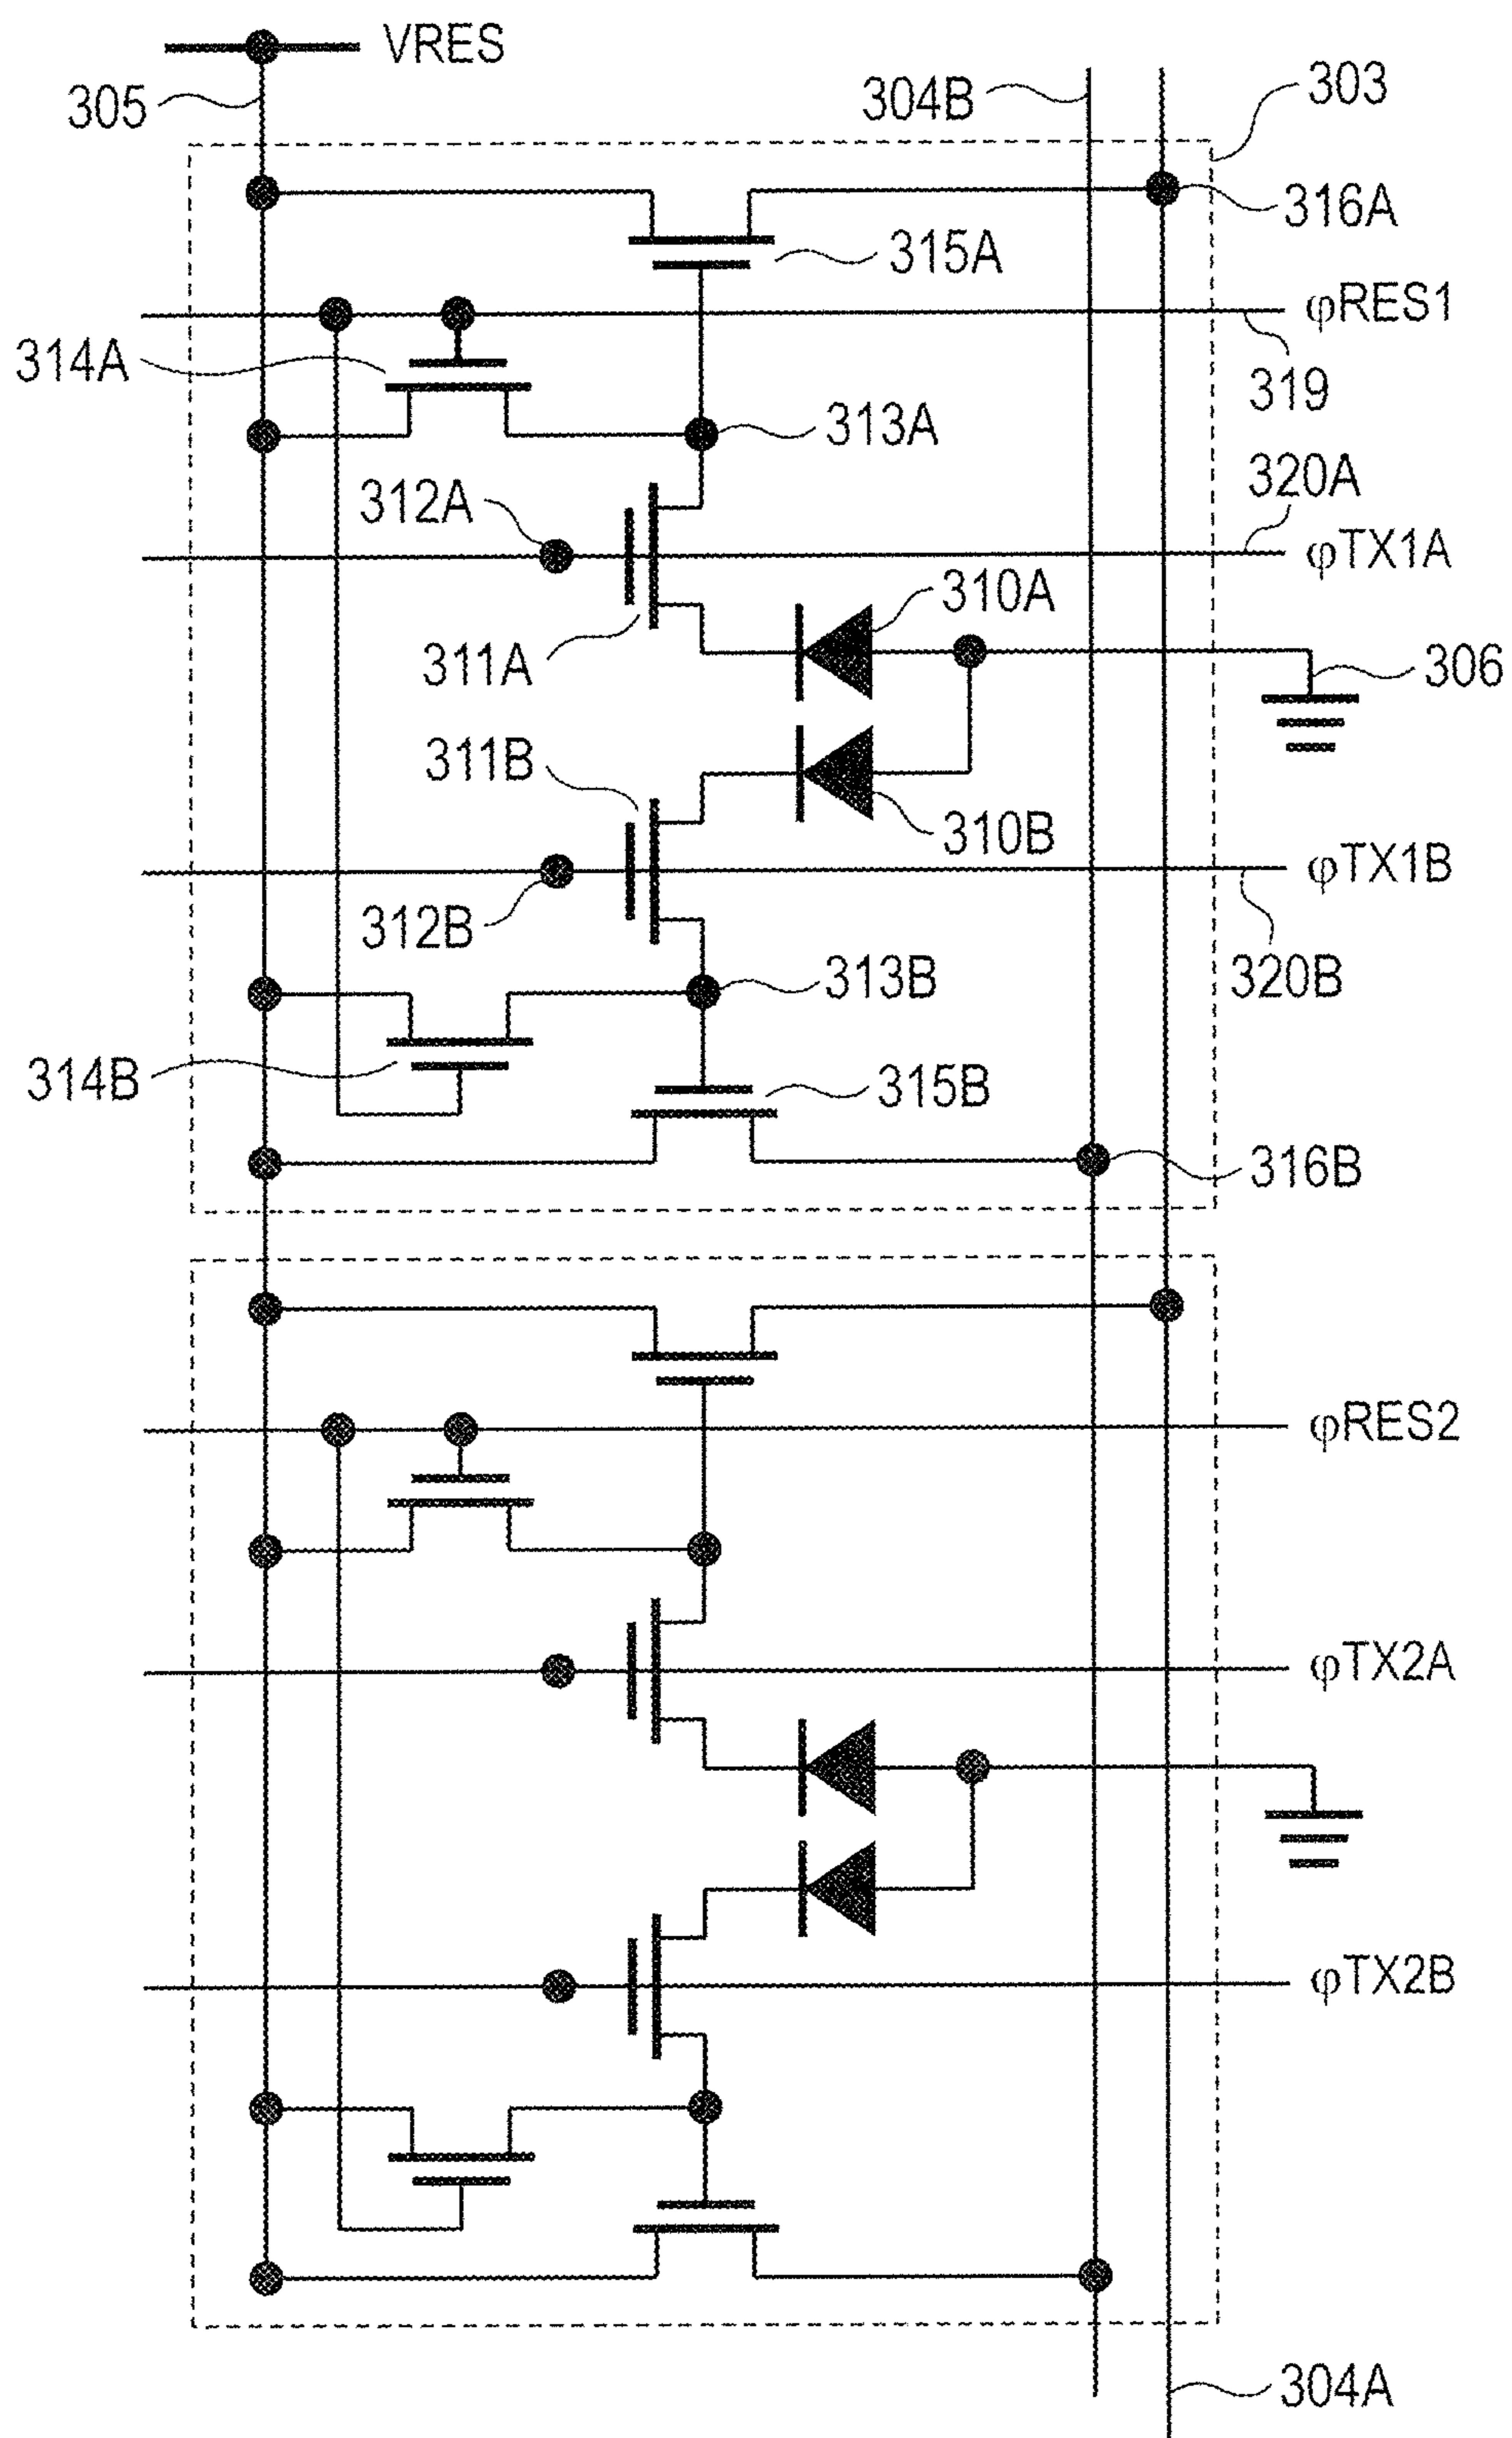 VRES
305
304B
303
316A
315A
φRES1
314A
319
313A
320A
312A
φTX1A
310A
311A
306
311B
310B
φTX1B
312B
313B
320B
314B
315B
316B
φRES2
φTX2A
φTX2B
304A